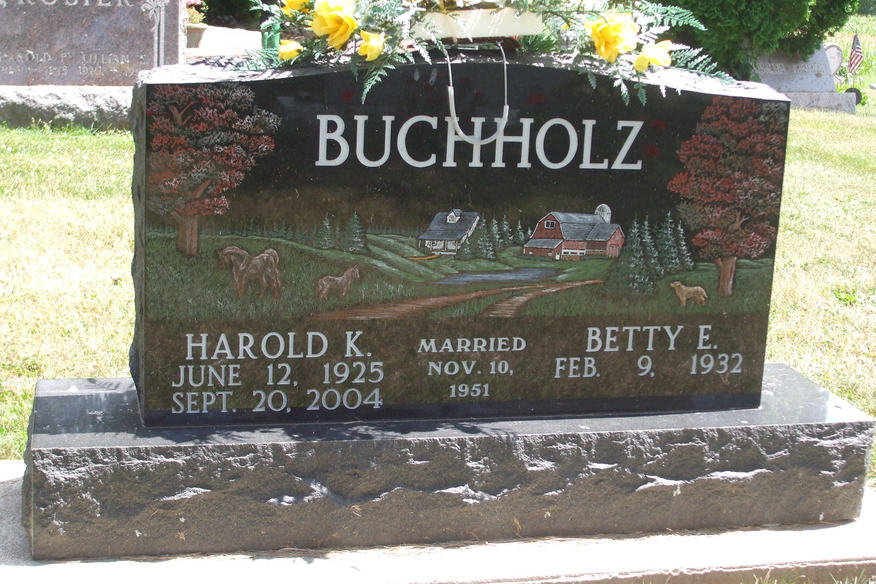 BUCHHOLZ
HAROLD K.
JUNE 12, 1925
SEPT. 20, 2004
MARRIED
NOV. 10,
1951
BETTY E.
FEB. 9, 1932